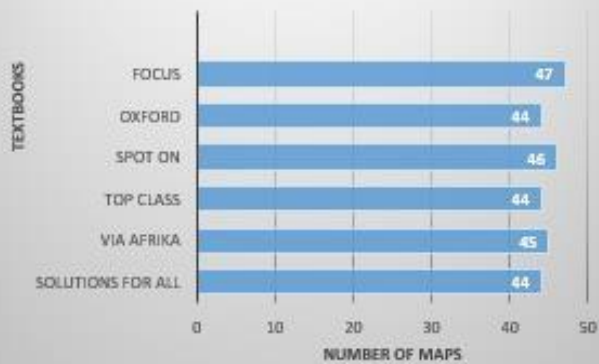 TEXTBOOKS
FOCUS 47
OXFORD 44
SPOT ON 46
TOP CLASS 44
VIA AFRIKA 45
SOLUTIONS FOR ALL 44
0 10 20 30 40 50
NUMBER OF MAPS